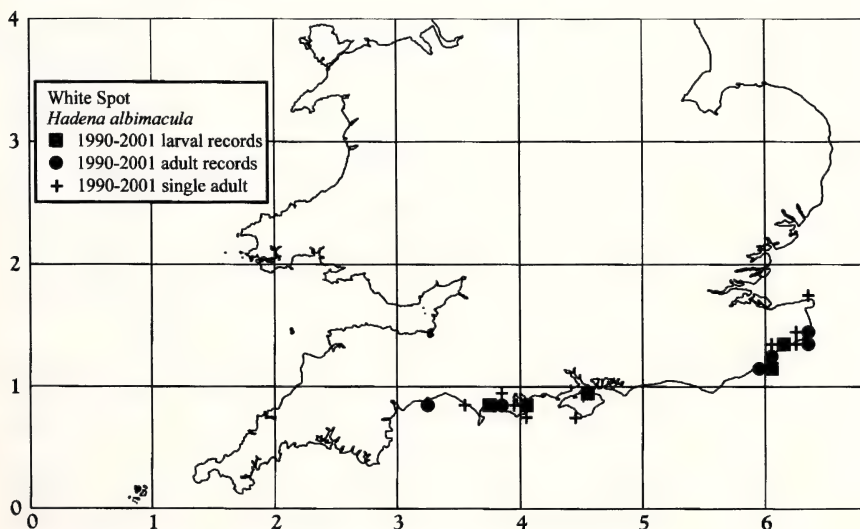 4
3
2
1
0
White Spot
Hadena albimacula
1990-2001 larval records
1990-2001 adult records
1990-2001 single adult
0 1 2 3 4 5 6